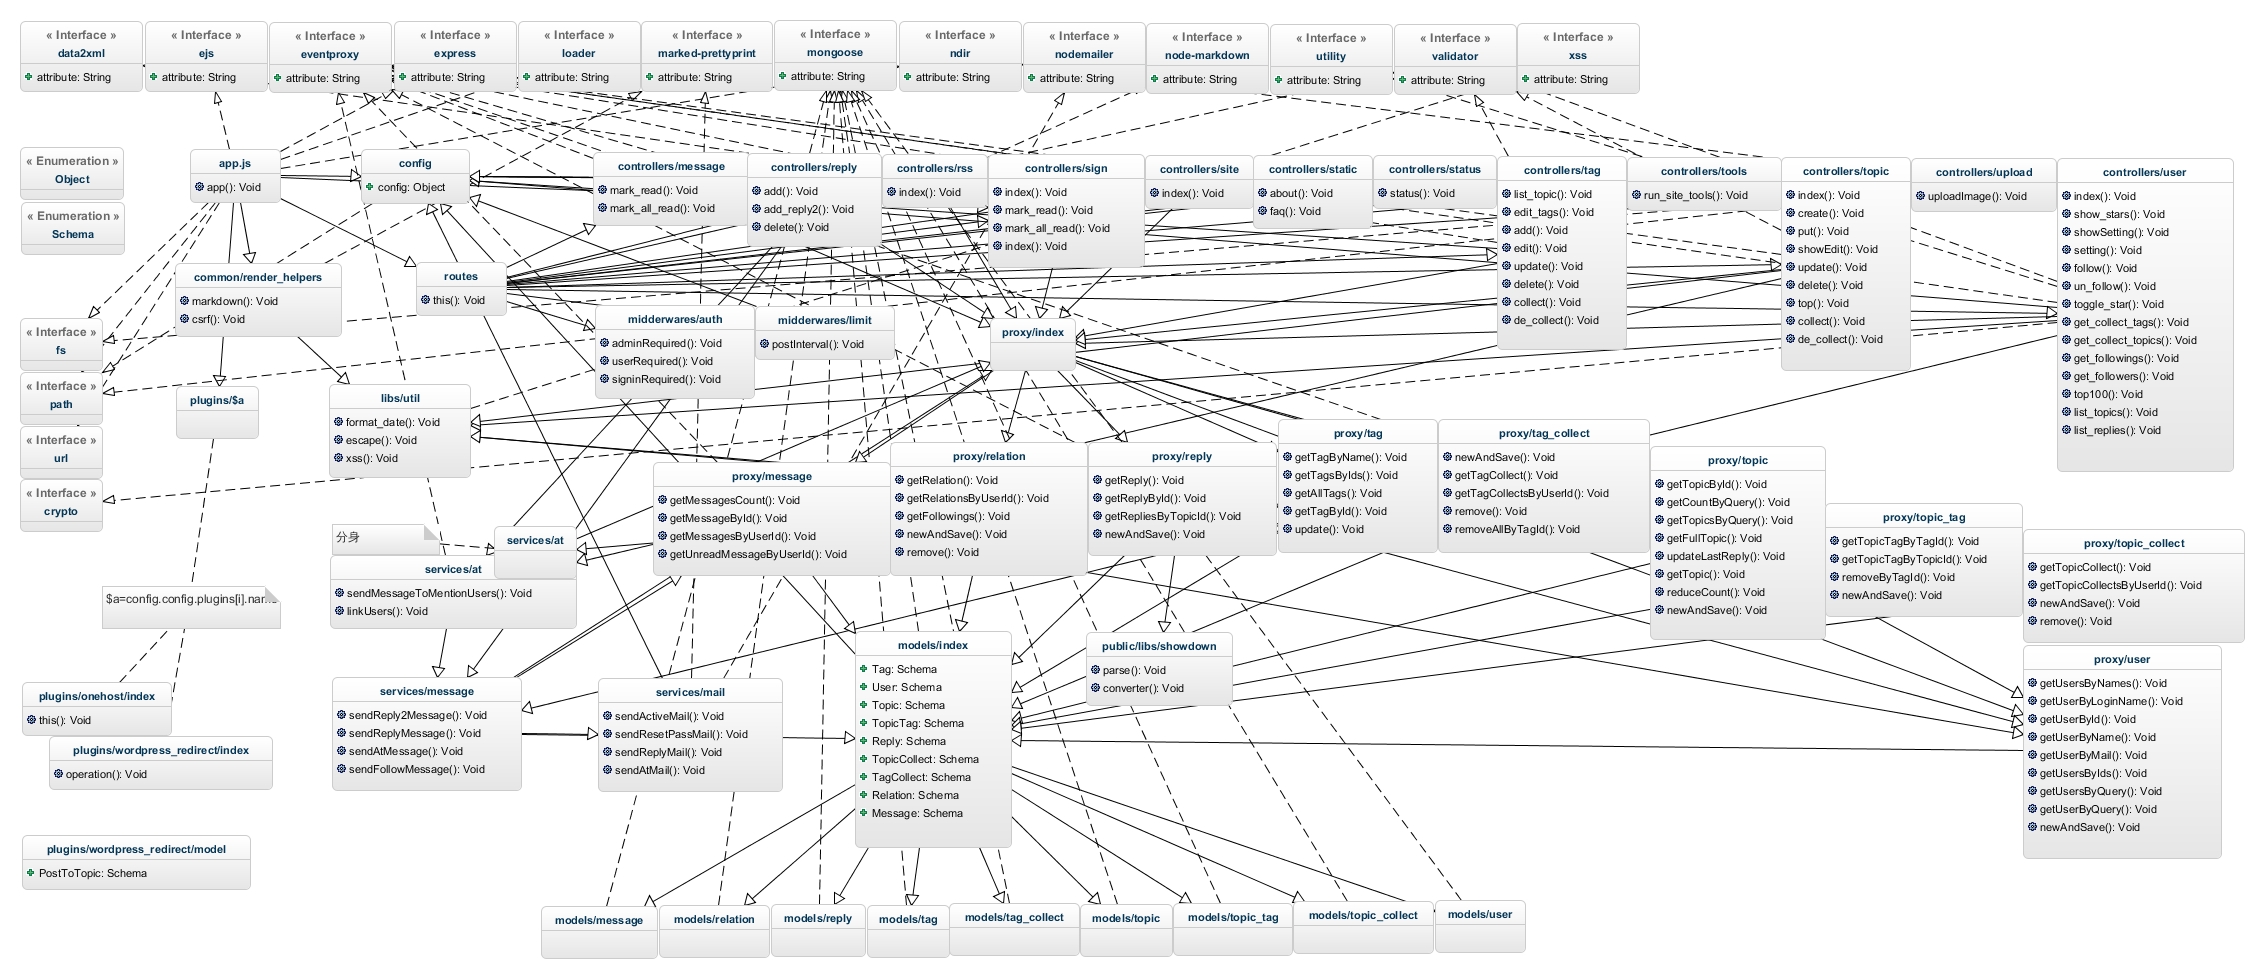 « Interface »
data2xml
attribute: String
« Interface »
ejs
attribute: String
« Interface »
eventproxy
attribute: String
« Interface »
express
attribute: String
« Interface »
loader
attribute: String
« Interface »
marked-prettyprint
attribute: String
« Interface »
mongoose
attribute: String
« Interface »
ndir
attribute: String
« Interface »
nodemailer
attribute: String
« Interface »
node-markdown
attribute: String
« Interface »
utility
attribute: String
« Interface »
validator
attribute: String
« Interface »
xss
attribute: String
« Enumeration »
Object
« Enumeration »
Schema
app.js
app(): Void
config
config: Object
controllers/message
mark_read(): Void
mark_all_read(): Void
controllers/reply
add(): Void
add_reply2(): Void
delete(): Void
controllers/rss
index(): Void
controllers/sign
index(): Void
mark_read(): Void
mark_all_read(): Void
index(): Void
controllers/site
index(): Void
controllers/static
about(): Void
faq(): Void
controllers/status
status(): Void
controllers/tag
list_topic(): Void
edit_tags(): Void
add(): Void
edit(): Void
update(): Void
delete(): Void
collect(): Void
de_collect(): Void
controllers/tools
run_site_tools(): Void
controllers/topic
index(): Void
create(): Void
put(): Void
showEdit(): Void
update(): Void
delete(): Void
top(): Void
collect(): Void
de_collect(): Void
controllers/upload
uploadImage(): Void
controllers/user
index(): Void
show_stars(): Void
showSetting(): Void
setting(): Void
follow(): Void
un_follow(): Void
toggle_star(): Void
get_collect_tags(): Void
get_collect_topics(): Void
get_followings(): Void
get_followers(): Void
top100(): Void
list_topics(): Void
list_replies(): Void
common/render_helpers
markdown(): Void
csrf(): Void
routes
this(): Void
« Interface »
fs
« Interface »
path
« Interface »
url
« Interface »
crypto
midderwares/auth
adminRequired(): Void
userRequired(): Void
signinRequired(): Void
midderwares/limit
postInterval(): Void
proxy/index
plugins/$a
libs/util
format_date(): Void
escape(): Void
xss(): Void
proxy/message
getMessagesCount(): Void
getMessageById(): Void
getMessagesByUserId(): Void
getUnreadMessageByUserId(): Void
proxy/relation
getRelation(): Void
getRelationsByUserId(): Void
getFollowings(): Void
newAndSave(): Void
remove(): Void
proxy/reply
getReply(): Void
getReplyById(): Void
getRepliesByTopicId(): Void
newAndSave(): Void
proxy/tag
getTagByName(): Void
getTagsByIds(): Void
getAllTags(): Void
getTagById(): Void
update(): Void
proxy/tag_collect
newAndSave(): Void
getTagCollect(): Void
getTagCollectsByUserId(): Void
remove(): Void
removeAllByTagId(): Void
proxy/topic
getTopicById(): Void
getCountByQuery(): Void
getTopicsByQuery(): Void
getFullTopic(): Void
updateLastReply(): Void
getTopic(): Void
reduceCount(): Void
newAndSave(): Void
proxy/topic_tag
getTopicTagByTagId(): Void
getTopicTagByTopicId(): Void
removeByTagId(): Void
newAndSave(): Void
proxy/topic_collect
getTopicCollect(): Void
getTopicCollectsByUserId(): Void
newAndSave(): Void
remove(): Void
proxy/user
getUsersByNames(): Void
getUserByLoginName(): Void
getUserById(): Void
getUserByName(): Void
getUserByMail(): Void
getUsersByIds(): Void
getUsersByQuery(): Void
getUserByQuery(): Void
newAndSave(): Void
分身
services/at
services/at
sendMessageToMentionUsers(): Void
linkUsers(): Void
$a=config.config.plugins[i].name
plugins/onehost/index
this(): Void
plugins/wordpress_redirect/index
operation(): Void
plugins/wordpress_redirect/model
PostToTopic: Schema
services/message
sendReply2Message(): Void
sendReplyMessage(): Void
sendAtMessage(): Void
sendFollowMessage(): Void
services/mail
sendActiveMail(): Void
sendResetPassMail(): Void
sendReplyMail(): Void
sendAtMail(): Void
models/index
Tag: Schema
User: Schema
Topic: Schema
TopicTag: Schema
Reply: Schema
TopicCollect: Schema
TagCollect: Schema
Relation: Schema
Message: Schema
public/libs/showdown
parse(): Void
converter(): Void
models/message
models/relation
models/reply
models/tag
models/tag_collect
models/topic
models/topic_tag
models/topic_collect
models/user